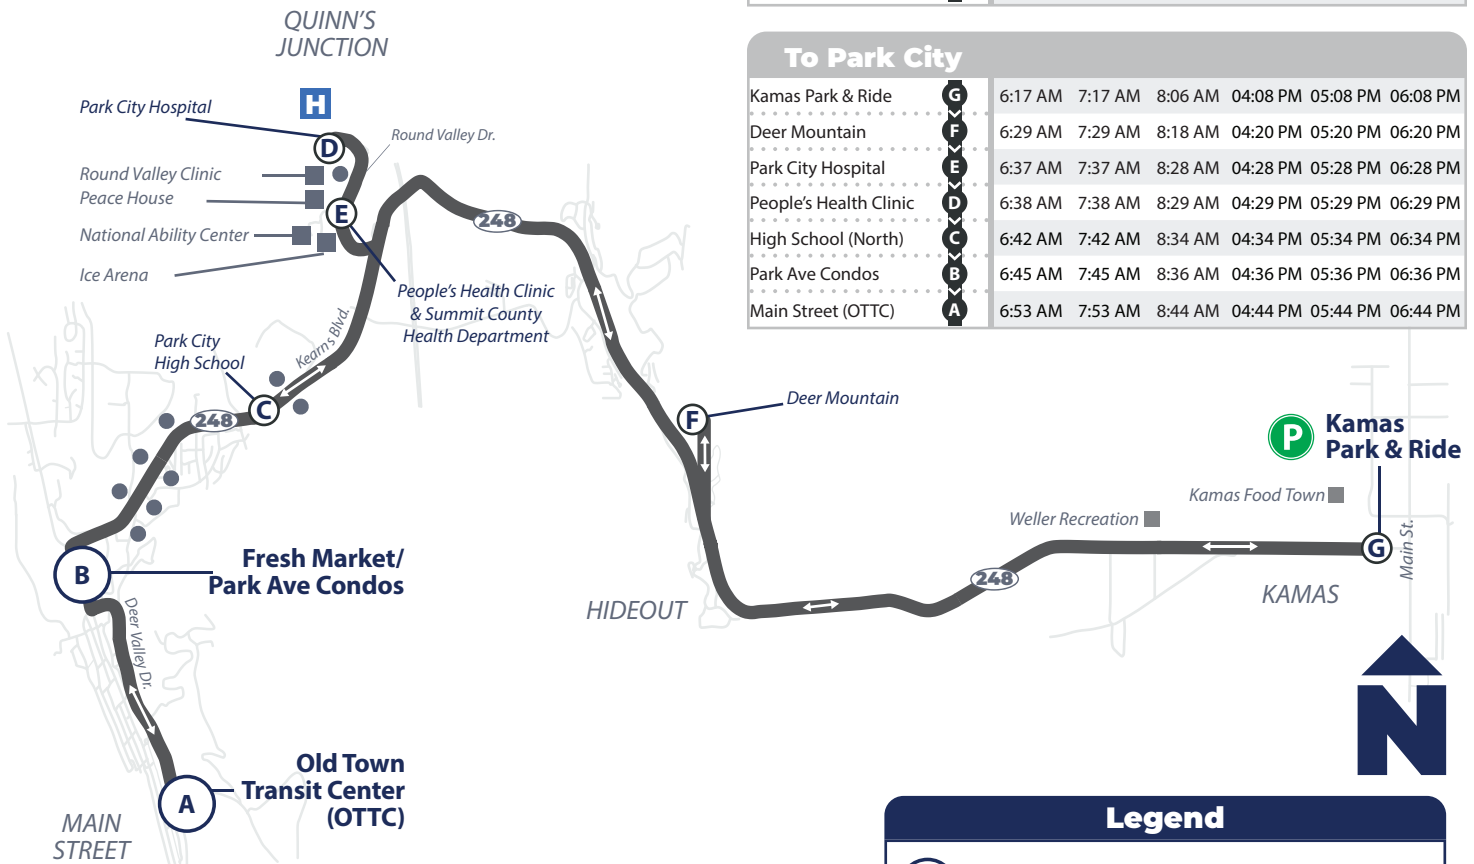 QUINN'S
JUNCTION
To Park City
Kamas Park & Ride G 6:17 AM 7:17 AM 8:06 AM 04:08 PM 05:08 PM 06:08 PM
Deer Mountain F 6:29 AM 7:29 AM 8:18 AM 04:20 PM 05:20 PM 06:20 PM
Park City Hospital E 6:37 AM 7:37 AM 8:28 AM 04:28 PM 05:28 PM 06:28 PM
People's Health Clinic D 6:38 AM 7:38 AM 8:29 AM 04:29 PM 05:29 PM 06:29 PM
High School (North) C 6:42 AM 7:42 AM 8:34 AM 04:34 PM 05:34 PM 06:34 PM
Park Ave Condos B 6:45 AM 7:45 AM 8:36 AM 04:36 PM 05:36 PM 06:36 PM
Main Street (OTTC) A 6:53 AM 7:53 AM 8:44 AM 04:44 PM 05:44 PM 06:44 PM
H
Park City Hospital
D
Round Valley Dr.
Round Valley Clinic
Peace House
E
National Ability Center
Ice Arena
248
People's Health Clinic
& Summit County
Health Department
Kearn's Blvd.
Park City
High School
C
248
F
Deer Mountain
P
Kamas
Park & Ride
Kamas Food Town
Weller Recreation
G
Main St.
248
KAMAS
HIDEOUT
B
Fresh Market/
Park Ave Condos
Deer Valley Dr.
A
Old Town
Transit Center
(OTTC)
MAIN
STREET
N
Legend